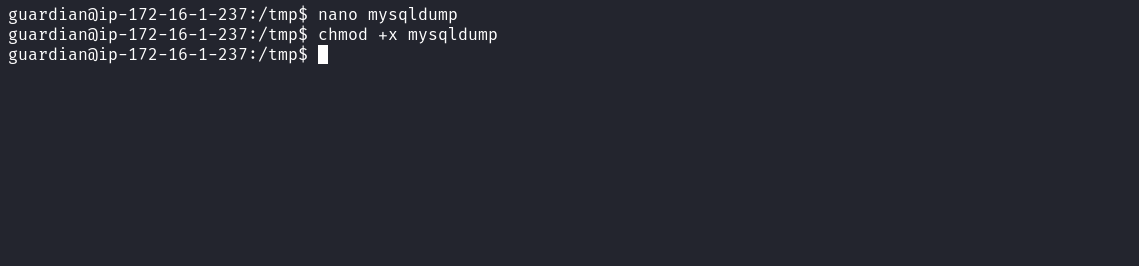 guardian@ip-172-16-1-237:/tmp$ nano mysqldump
guardian@ip-172-16-1-237:/tmp$ chmod +x mysqldump
guardian@ip-172-16-1-237:/tmp$